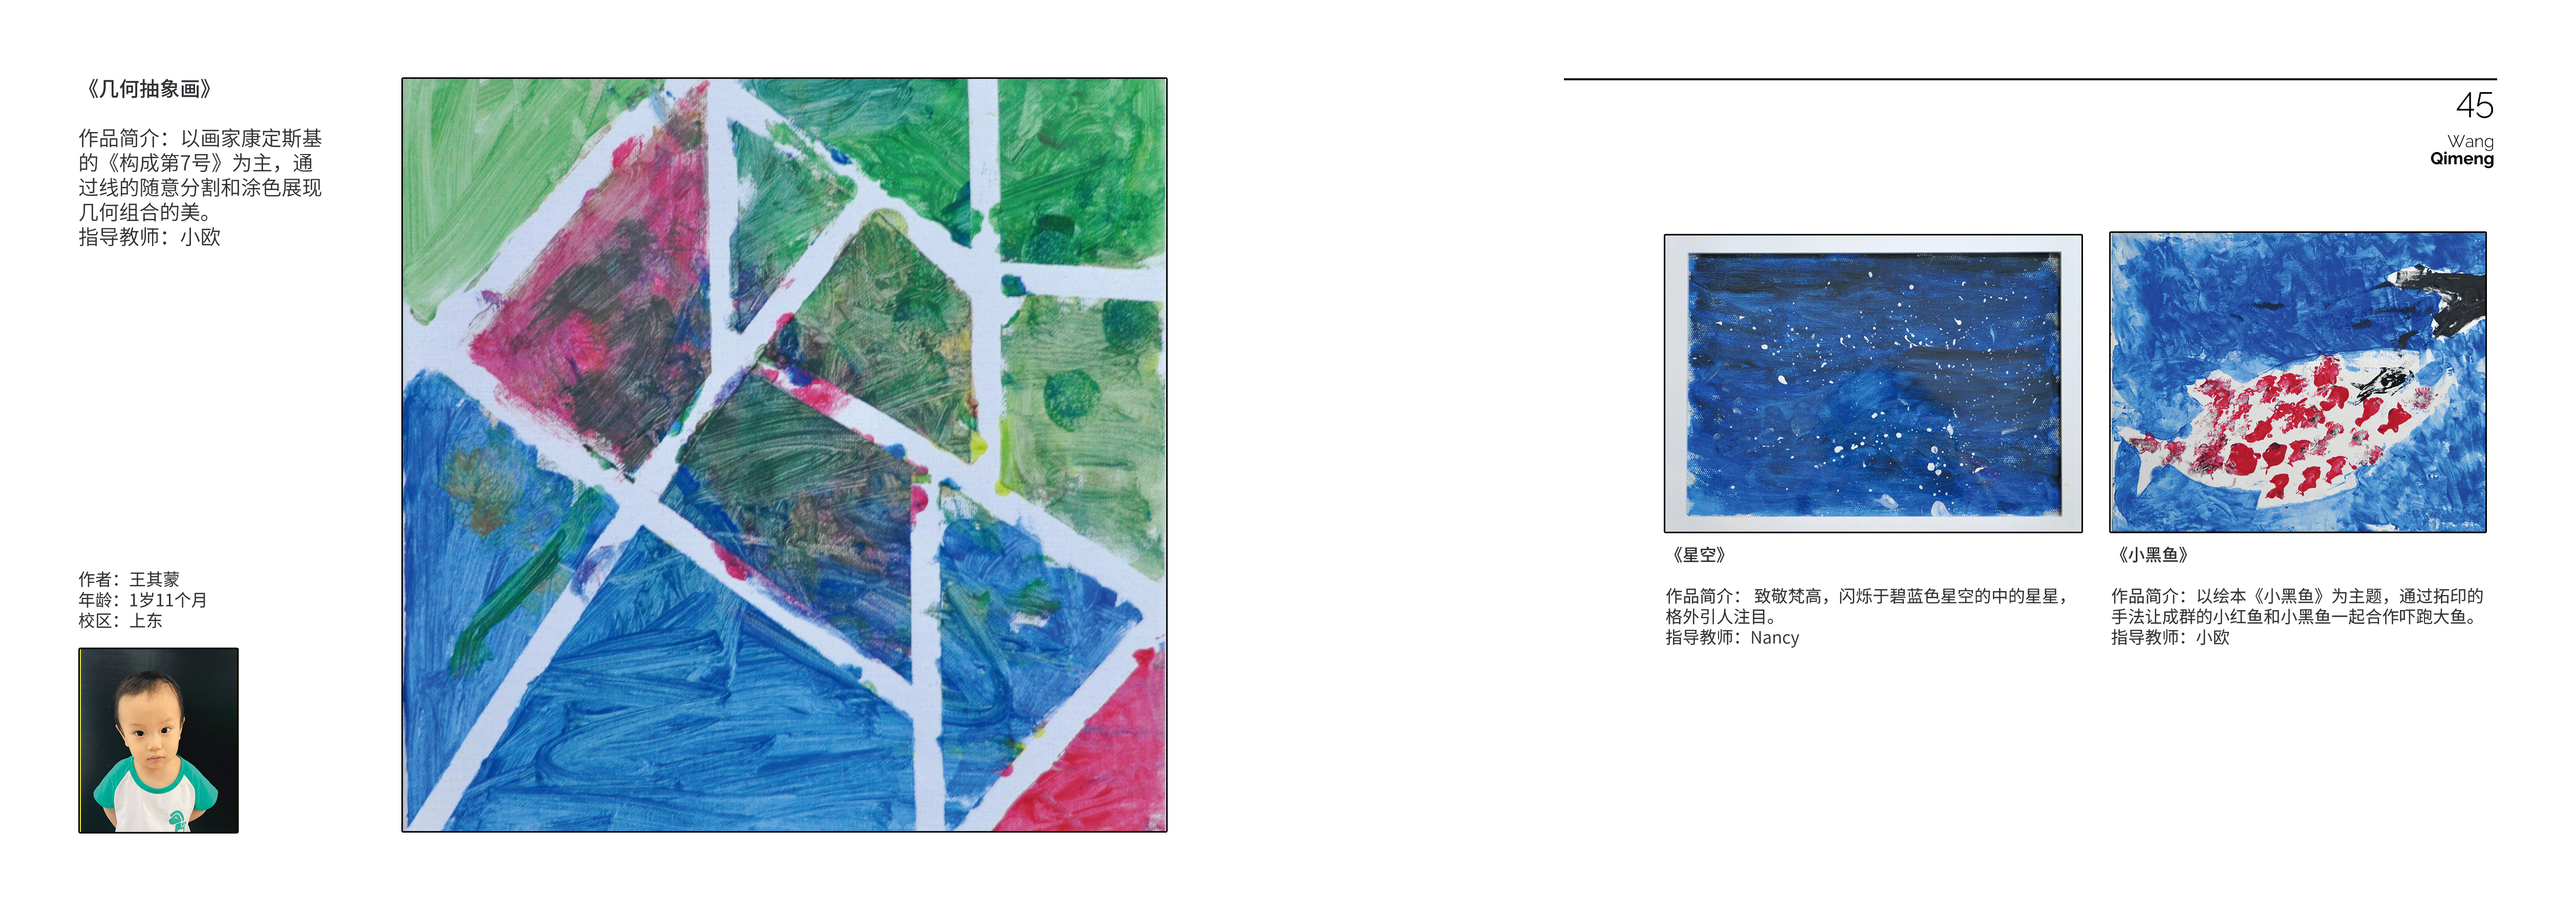 《几何抽象画》
作品简介：以画家康定斯基
的《构成第7号》为主，通
过线的随意分割和涂色展现
几何组合的美。
指导教师：小欧
作者：王其蒙
年龄：1岁11个月
校区：上东
45
Wang
Qimeng
《星空》
作品简介： 致敬梵高，闪烁于碧蓝色星空的中的星星，
格外引人注目。
指导教师：Nancy
《小黑鱼》
作品简介：以绘本《小黑鱼》为主题，通过拓印的
手法让成群的小红鱼和小黑鱼一起合作吓跑大鱼。
指导教师：小欧